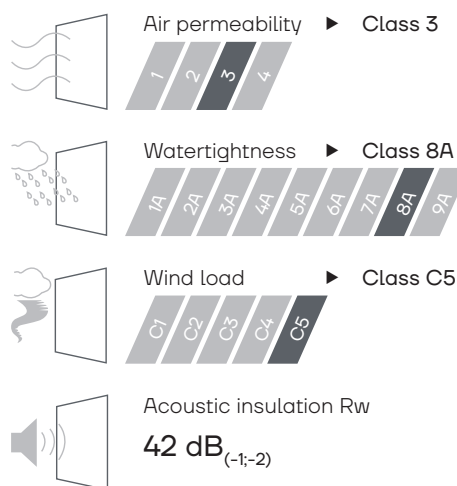 Air permeability ► Class 3
1 2 3 4
Watertightness ► Class 8A
1A 2A 3A 4A 5A 6A 7A 8A 9A
Wind load ► Class C5
C1 C2 C3 C4 C5
Acoustic insulation Rw
42 dB(-1;-2)